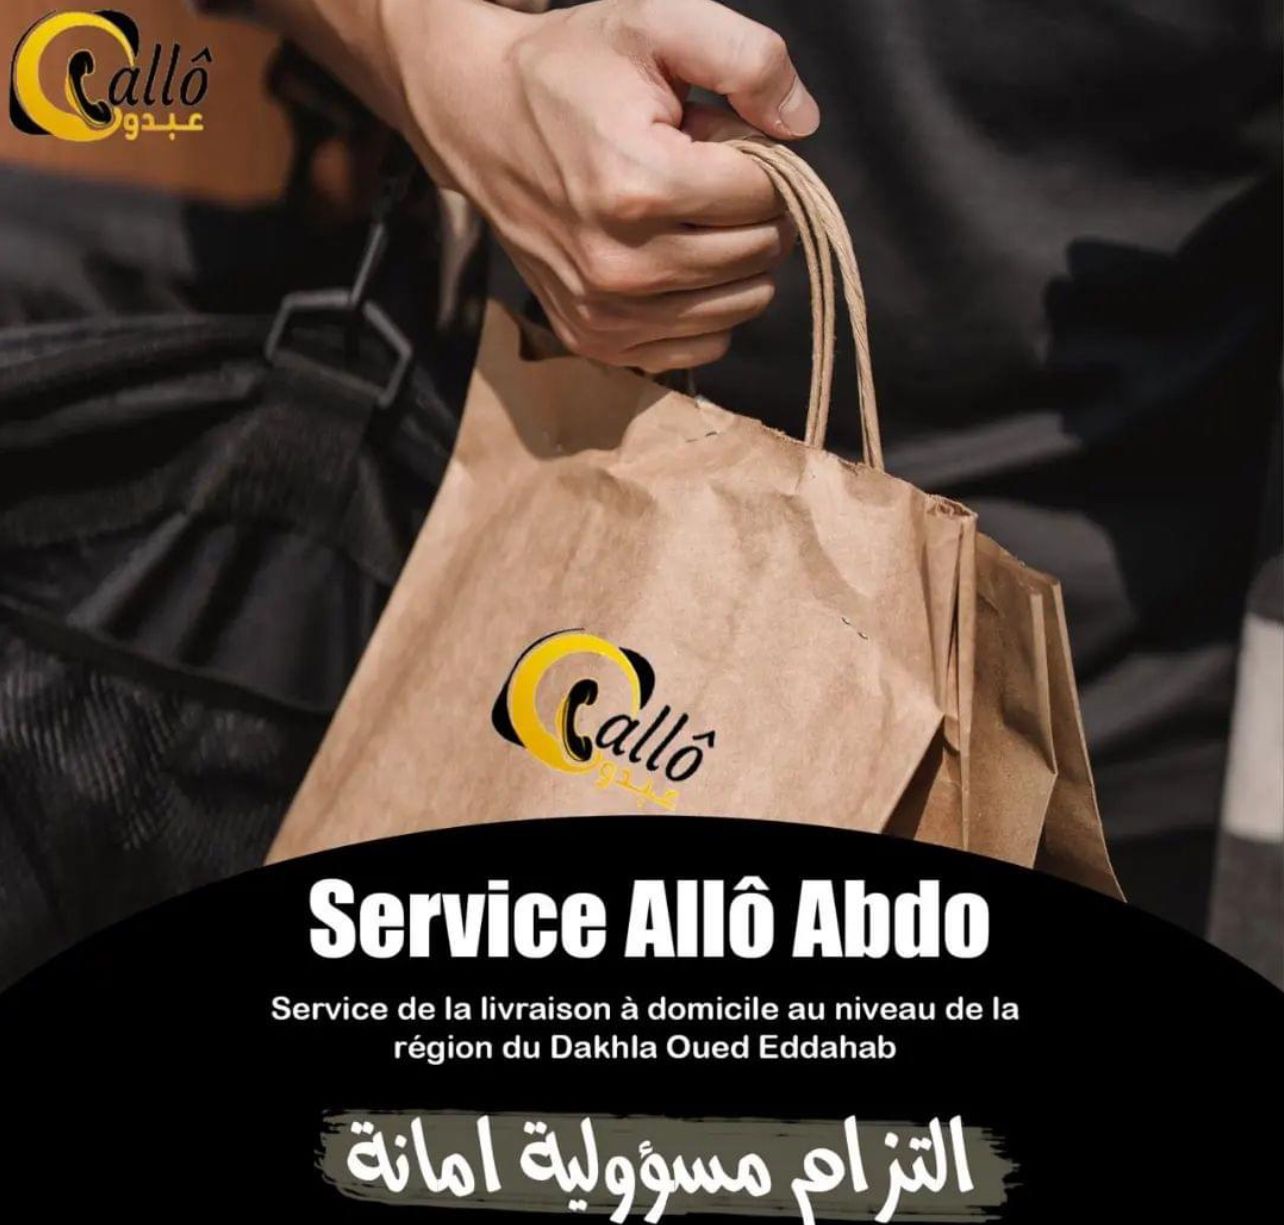 allô
عبدو
allô
عبدو
Service Allô Abdo
Service de la livraison à domicile au niveau de la
région du Dakhla Oued Eddahab
التزام مسؤولية امانة